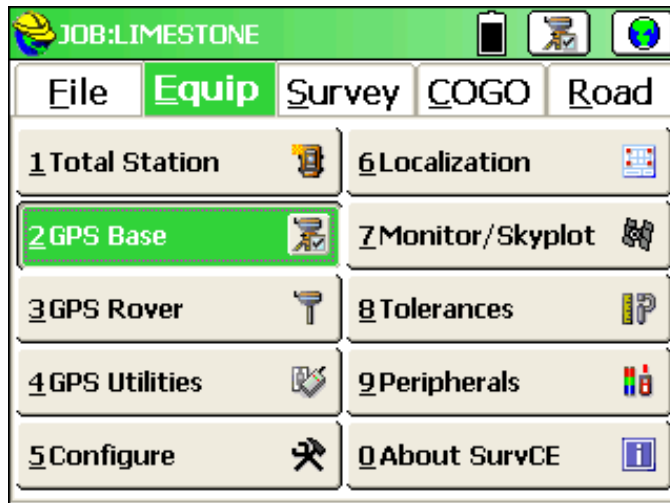 JOB:LIMESTONE
File Equip Survey COGO Road
1 Total Station 6 Localization
2 GPS Base 7 Monitor/Skyplot
3 GPS Rover 8 Tolerances
4 GPS Utilities 9 Peripherals
5 Configure 0 About SurvCE